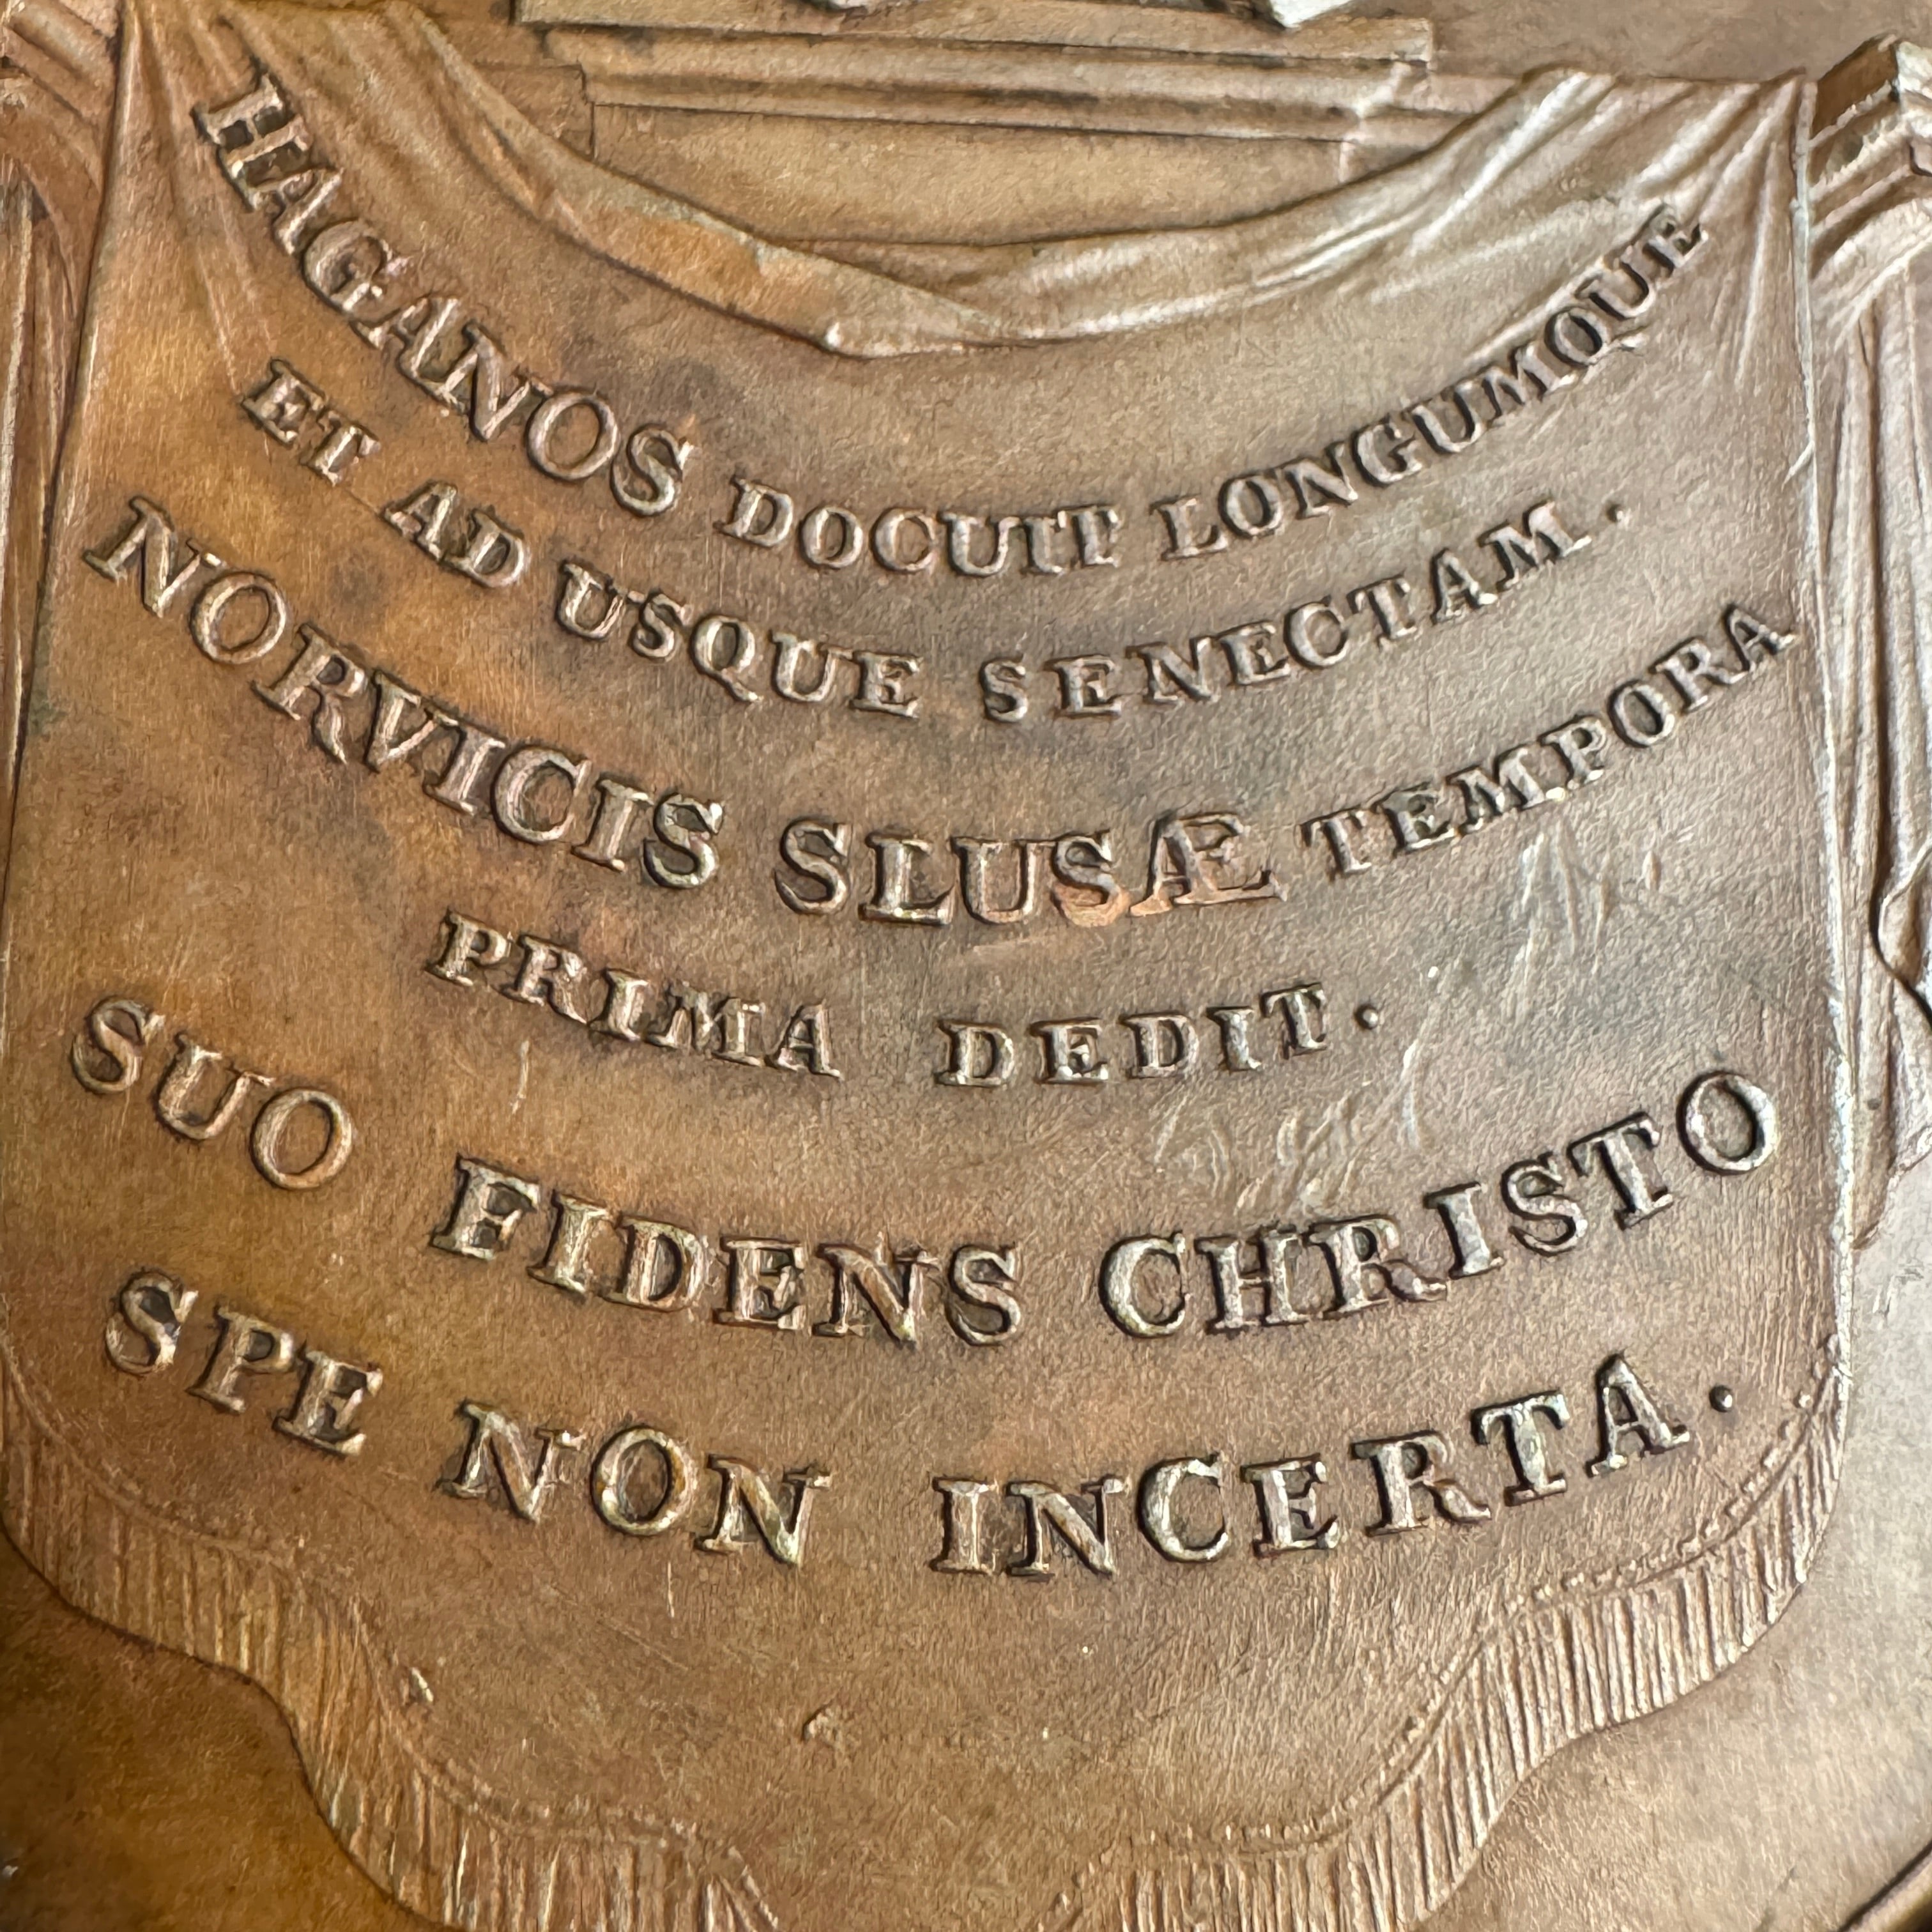 HAGANOS DOCUIT LONGUMQUE
ET AD USQUE SENECTAM.
NORVICIS SLUSÆ TEMPORA
PRIMA DEDIT.
SUO FIDENS CHRISTO
SPE NON INCERTA.